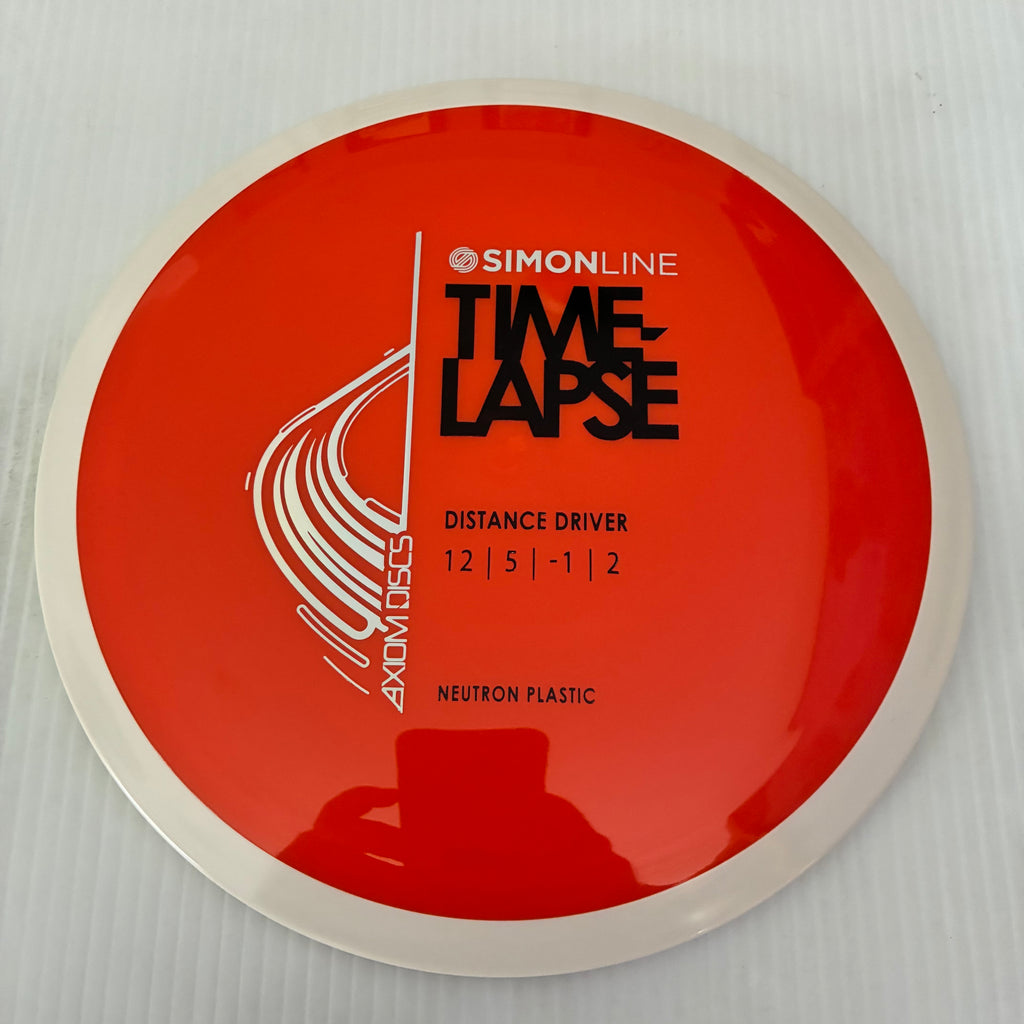 SIMONLINE
TIME-
LAPSE
DISTANCE DRIVER
12 | 5 | -1 | 2
AXIOM DISCS
NEUTRON PLASTIC